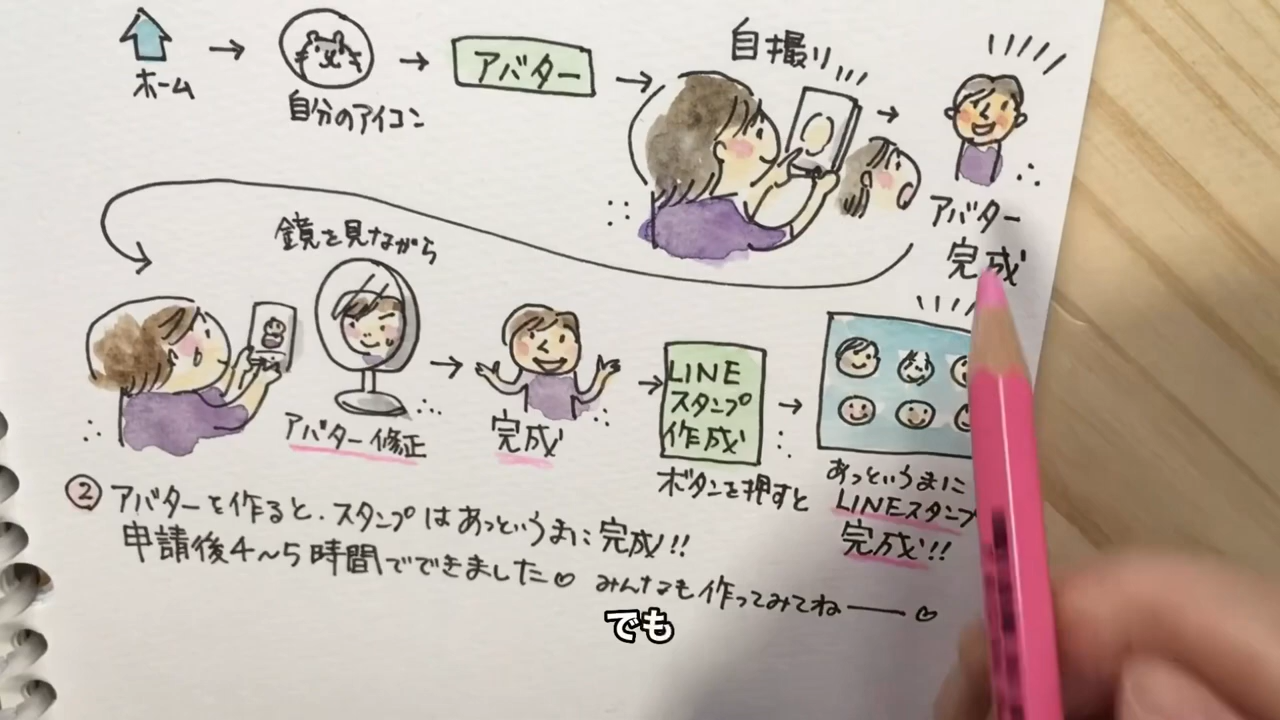 ホーム
自分のアイコン
アバター
自撮り
アバター
完成
鏡を見ながら
アバター修正
完成
LINE
スタンプ
作成
ボタンを押すと
あっというまに
LINEスタンプ
完成!!
② アバターを作ると、スタンプはあっというまに完成!!
申請後4~5時間でできました♡ みんなも作ってみてねー♡
でも